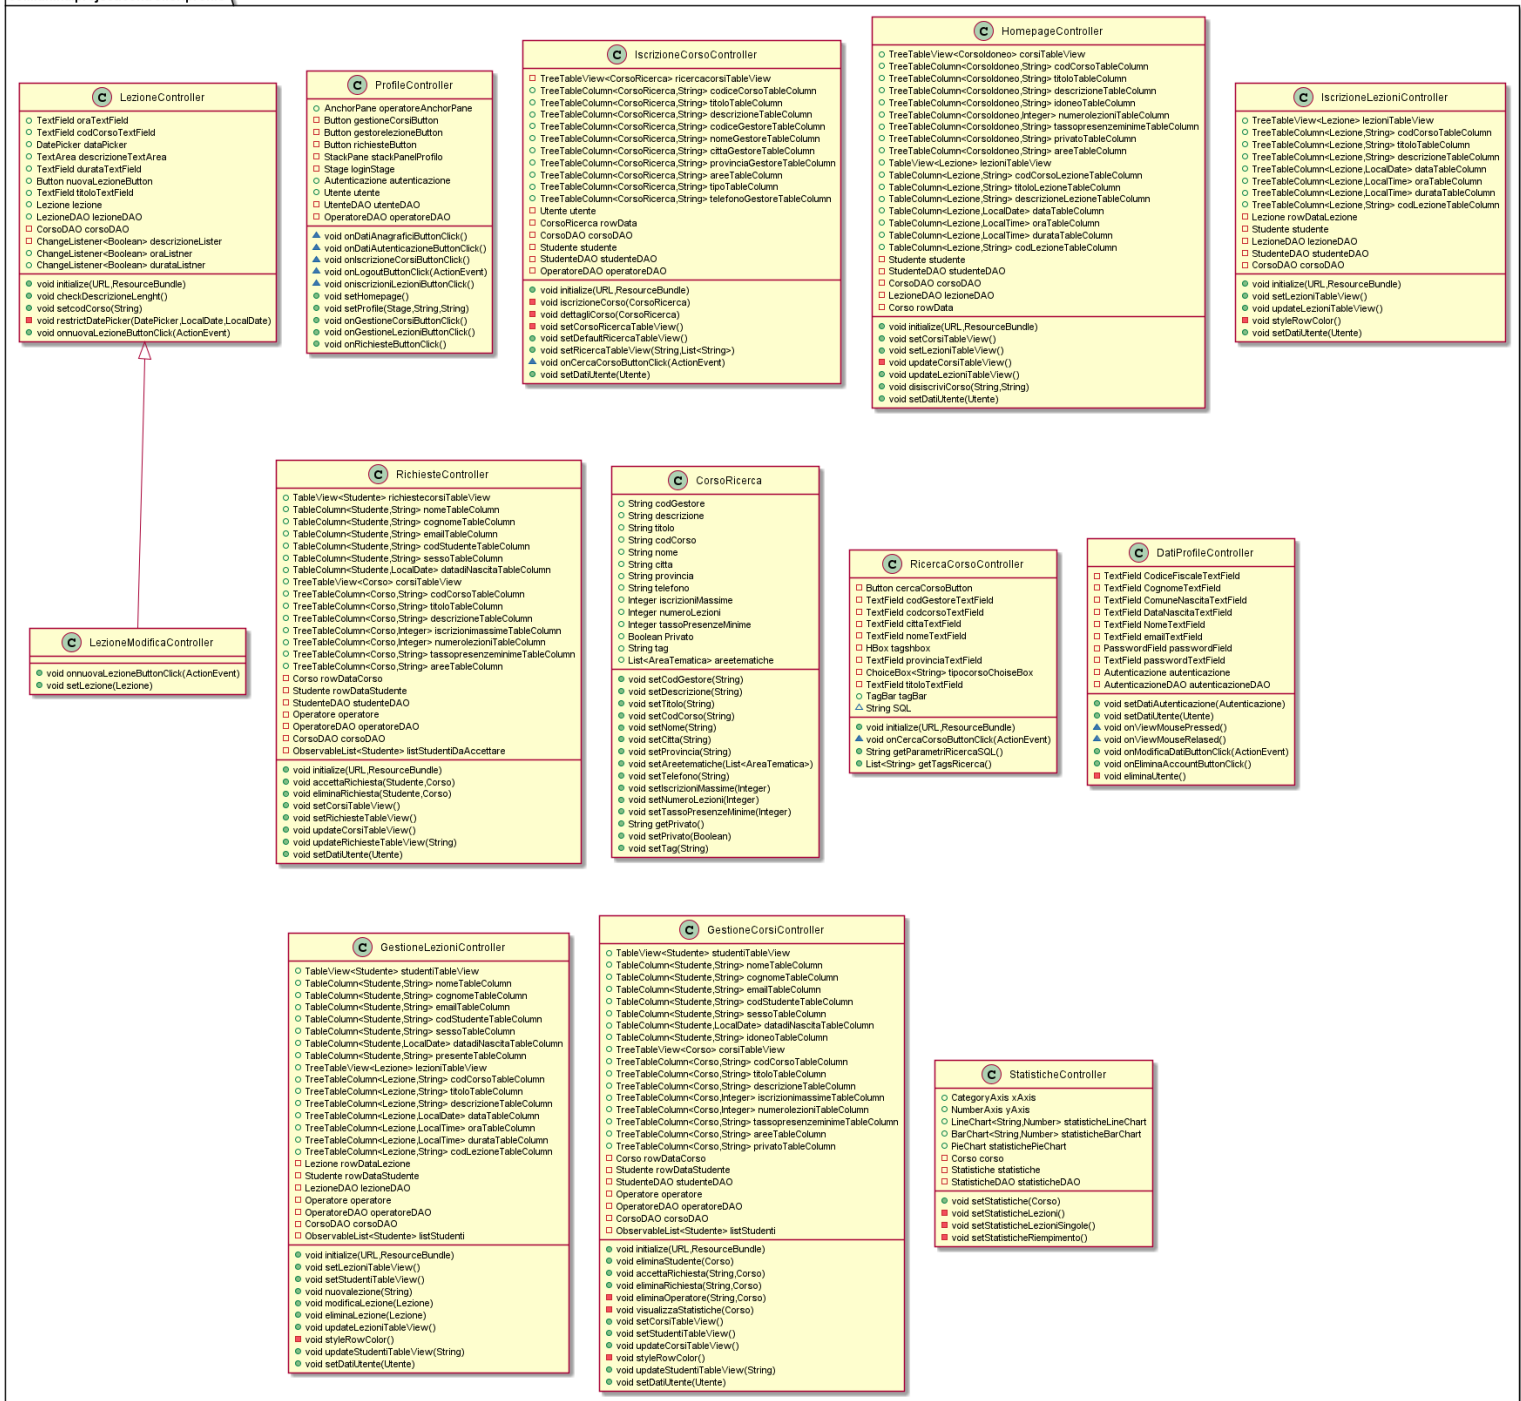 C LezioneController
TextField oraTextField
TextField codCorsoTextField
DatePicker dataPicker
TextArea descrizioneTextArea
TextField durataTextField
Button nuovaLezioneButton
TextField titoloTextField
Lezione lezione
LezioneDAO lezioneDAO
CorsoDAO corsoDAO
ChangeListener<Boolean> descrizioneLister
ChangeListener<Boolean> oraListner
ChangeListener<Boolean> durataListner
void initialize(URL,ResourceBundle)
void checkDescrizioneLenght()
void setcodCorso(String)
void restrictDatePicker(DatePicker,LocalDate,LocalDate)
void onnuovaLezioneButtonClick(ActionEvent)
C ProfileController
AnchorPane operatoreAnchorPane
Button gestioneCorsiButton
Button gestorelezioneButton
Button richiesteButton
StackPane stackPanelProfilo
Stage loginStage
Autenticazione autenticazione
Utente utente
UtenteDAO utenteDAO
OperatoreDAO operatoreDAO
void onDatiAnagraficiButtonClick()
void onDatiAutenticazioneButtonClick()
void onIscrizioneCorsiButtonClick()
void onLogoutButtonClick(ActionEvent)
void oniscrizioniLezioniButtonClick()
void setHomepage()
void setProfile(Stage,String,String)
void onGestioneCorsiButtonClick()
void onGestioneLezioniButtonClick()
void onRichiesteButtonClick()
C IscrizioneCorsoController
TreeTableView<CorsoRicerca> ricercacorsiTableView
TreeTableColumn<CorsoRicerca,String> codiceCorsoTableColumn
TreeTableColumn<CorsoRicerca,String> titoloTableColumn
TreeTableColumn<CorsoRicerca,String> descrizioneTableColumn
TreeTableColumn<CorsoRicerca,String> codiceGestoreTableColumn
TreeTableColumn<CorsoRicerca,String> nomeGestoreTableColumn
TreeTableColumn<CorsoRicerca,String> cittaGestoreTableColumn
TreeTableColumn<CorsoRicerca,String> provinciaGestoreTableColumn
TreeTableColumn<CorsoRicerca,String> areeTableColumn
TreeTableColumn<CorsoRicerca,String> tipoTableColumn
TreeTableColumn<CorsoRicerca,String> telefonoGestoreTableColumn
Utente utente
CorsoRicerca rowData
CorsoDAO corsoDAO
Studente studente
StudenteDAO studenteDAO
OperatoreDAO operatoreDAO
void initialize(URL,ResourceBundle)
void iscrizioneCorso(CorsoRicerca)
void dettagliCorso(CorsoRicerca)
void setCorsoRicercaTableView()
void setDefaultRicercaTableView()
void setRicercaTableView(String,List<String>)
void onCercaCorsoButtonClick(ActionEvent)
void setDatiUtente(Utente)
C HomepageController
TreeTableView<CorsoIdoneo> corsiTableView
TreeTableColumn<CorsoIdoneo,String> codCorsoTableColumn
TreeTableColumn<CorsoIdoneo,String> titoloTableColumn
TreeTableColumn<CorsoIdoneo,String> descrizioneTableColumn
TreeTableColumn<CorsoIdoneo,String> idoneoTableColumn
TreeTableColumn<CorsoIdoneo,Integer> numerolezioniTableColumn
TreeTableColumn<CorsoIdoneo,String> tassopresenzeminimeTableColumn
TreeTableColumn<CorsoIdoneo,String> privatoTableColumn
TreeTableColumn<CorsoIdoneo,String> areeTableColumn
TableView<Lezione> lezioniTableView
TableColumn<Lezione,String> codCorsoLezioneTableColumn
TableColumn<Lezione,String> titoloLezioneTableColumn
TableColumn<Lezione,String> descrizioneLezioneTableColumn
TableColumn<Lezione,LocalDate> dataTableColumn
TableColumn<Lezione,LocalTime> oraTableColumn
TableColumn<Lezione,LocalTime> durataTableColumn
TableColumn<Lezione,String> codLezioneTableColumn
Studente studente
StudenteDAO studenteDAO
CorsoDAO corsoDAO
LezioneDAO lezioneDAO
Corso rowData
void initialize(URL,ResourceBundle)
void setCorsiTableView()
void setLezioniTableView()
void updateCorsiTableView()
void updateLezioniTableView()
void disiscriviCorso(String,String)
void setDatiUtente(Utente)
C IscrizioneLezioniController
TreeTableView<Lezione> lezioniTableView
TreeTableColumn<Lezione,String> codCorsoTableColumn
TreeTableColumn<Lezione,String> titoloTableColumn
TreeTableColumn<Lezione,String> descrizioneTableColumn
TreeTableColumn<Lezione,LocalDate> dataTableColumn
TreeTableColumn<Lezione,LocalTime> oraTableColumn
TreeTableColumn<Lezione,LocalTime> durataTableColumn
TreeTableColumn<Lezione,String> codLezioneTableColumn
Lezione rowDataLezione
Studente studente
LezioneDAO lezioneDAO
StudenteDAO studenteDAO
CorsoDAO corsoDAO
void initialize(URL,ResourceBundle)
void setLezioniTableView()
void updateLezioniTableView()
void styleRowColor()
void setDatiUtente(Utente)
C LezioneModificaController
void onnuovaLezioneButtonClick(ActionEvent)
void setLezione(Lezione)
C RichiesteController
TableView<Studente> richiestecorsiTableView
TableColumn<Studente,String> nomeTableColumn
TableColumn<Studente,String> cognomeTableColumn
TableColumn<Studente,String> emailTableColumn
TableColumn<Studente,String> codStudenteTableColumn
TableColumn<Studente,String> sessoTableColumn
TableColumn<Studente,LocalDate> datadiNascitaTableColumn
TreeTableView<Corso> corsiTableView
TreeTableColumn<Corso,String> codCorsoTableColumn
TreeTableColumn<Corso,String> titoloTableColumn
TreeTableColumn<Corso,String> descrizioneTableColumn
TreeTableColumn<Corso,Integer> iscrizionimassimeTableColumn
TreeTableColumn<Corso,Integer> numerolezioniTableColumn
TreeTableColumn<Corso,String> tassopresenzeminimeTableColumn
TreeTableColumn<Corso,String> areeTableColumn
Corso rowDataCorso
Studente rowDataStudente
StudenteDAO studenteDAO
Operatore operatore
OperatoreDAO operatoreDAO
CorsoDAO corsoDAO
ObservableList<Studente> listStudentiDaAccettare
void initialize(URL,ResourceBundle)
void accettaRichiesta(Studente,Corso)
void eliminaRichiesta(Studente,Corso)
void setCorsiTableView()
void setRichiesteTableView()
void updateCorsiTableView()
void updateRichiesteTableView(String)
void setDatiUtente(Utente)
C CorsoRicerca
String codGestore
String descrizione
String titolo
String codCorso
String nome
String citta
String provincia
String telefono
Integer iscrizioniMassime
Integer numeroLezioni
Integer tassoPresenzeMinime
Boolean Privato
String tag
List<AreaTematica> areetematiche
void setCodGestore(String)
void setDescrizione(String)
void setTitolo(String)
void setCodCorso(String)
void setNome(String)
void setCitta(String)
void setProvincia(String)
void setAreetematiche(List<AreaTematica>)
void setTelefono(String)
void setIscrizioniMassime(Integer)
void setNumeroLezioni(Integer)
void setTassoPresenzeMinime(Integer)
String getPrivato()
void setPrivato(Boolean)
void setTag(String)
C RicercaCorsoController
Button cercaCorsoButton
TextField codGestoreTextField
TextField codcorsoTextField
TextField cittaTextField
TextField nomeTextField
HBox tagshbox
TextField provinciaTextField
ChoiceBox<String> tipocorsoChoiseBox
TextField titoloTextField
TagBar tagBar
String SQL
void initialize(URL,ResourceBundle)
void onCercaCorsoButtonClick(ActionEvent)
String getParametriRicercaSQL()
List<String> getTagsRicerca()
C DatiProfileController
TextField CodiceFiscaleTextField
TextField CognomeTextField
TextField ComuneNascitaTextField
TextField DataNascitaTextField
TextField NomeTextField
TextField emailTextField
PasswordField passwordField
TextField passwordTextField
Autenticazione autenticazione
AutenticazioneDAO autenticazioneDAO
void setDatiAutenticazione(Autenticazione)
void setDatiUtente(Utente)
void onViewMousePressed()
void onViewMouseRelased()
void onModificaDatiButtonClick(ActionEvent)
void onEliminaAccountButtonClick()
void eliminaUtente()
C GestioneLezioniController
TableView<Studente> studentiTableView
TableColumn<Studente,String> nomeTableColumn
TableColumn<Studente,String> cognomeTableColumn
TableColumn<Studente,String> emailTableColumn
TableColumn<Studente,String> codStudenteTableColumn
TableColumn<Studente,String> sessoTableColumn
TableColumn<Studente,LocalDate> datadiNascitaTableColumn
TableColumn<Studente,String> presenteTableColumn
TreeTableView<Lezione> lezioniTableView
TreeTableColumn<Lezione,String> codCorsoTableColumn
TreeTableColumn<Lezione,String> titoloTableColumn
TreeTableColumn<Lezione,String> descrizioneTableColumn
TreeTableColumn<Lezione,LocalDate> dataTableColumn
TreeTableColumn<Lezione,LocalTime> oraTableColumn
TreeTableColumn<Lezione,LocalTime> durataTableColumn
TreeTableColumn<Lezione,String> codLezioneTableColumn
Lezione rowDataLezione
Studente rowDataStudente
LezioneDAO lezioneDAO
Operatore operatore
OperatoreDAO operatoreDAO
CorsoDAO corsoDAO
ObservableList<Studente> listStudenti
void initialize(URL,ResourceBundle)
void setLezioniTableView()
void setStudentiTableView()
void nuovalezione(String)
void modificaLezione(Lezione)
void eliminaLezione(Lezione)
void updateLezioniTableView()
void styleRowColor()
void updateStudentiTableView(String)
void setDatiUtente(Utente)
C GestioneCorsiController
TableView<Studente> studentiTableView
TableColumn<Studente,String> nomeTableColumn
TableColumn<Studente,String> cognomeTableColumn
TableColumn<Studente,String> emailTableColumn
TableColumn<Studente,String> codStudenteTableColumn
TableColumn<Studente,String> sessoTableColumn
TableColumn<Studente,LocalDate> datadiNascitaTableColumn
TableColumn<Studente,String> idoneoTableColumn
TreeTableView<Corso> corsiTableView
TreeTableColumn<Corso,String> codCorsoTableColumn
TreeTableColumn<Corso,String> titoloTableColumn
TreeTableColumn<Corso,String> descrizioneTableColumn
TreeTableColumn<Corso,Integer> iscrizionimassimeTableColumn
TreeTableColumn<Corso,Integer> numerolezioniTableColumn
TreeTableColumn<Corso,String> tassopresenzeminimeTableColumn
TreeTableColumn<Corso,String> areeTableColumn
TreeTableColumn<Corso,String> privatoTableColumn
Corso rowDataCorso
Studente rowDataStudente
StudenteDAO studenteDAO
Operatore operatore
OperatoreDAO operatoreDAO
CorsoDAO corsoDAO
ObservableList<Studente> listStudenti
void initialize(URL,ResourceBundle)
void eliminaStudente(Corso)
void accettaRichiesta(String,Corso)
void eliminaRichiesta(String,Corso)
void eliminaOperatore(String,Corso)
void visualizzaStatistiche(Corso)
void setCorsiTableView()
void setStudentiTableView()
void updateCorsiTableView()
void styleRowColor()
void updateStudentiTableView(String)
void setDatiUtente(Utente)
C StatisticheController
CategoryAxis xAxis
NumberAxis yAxis
LineChart<String,Number> statisticheLineChart
BarChart<String,Number> statisticheBarChart
PieChart statistichePieChart
Corso corso
Statistiche statistiche
StatisticheDAO statisticheDAO
void setStatistiche(Corso)
void setStatisticheLezioni()
void setStatisticheLezioniSingole()
void setStatisticheRiempimento()